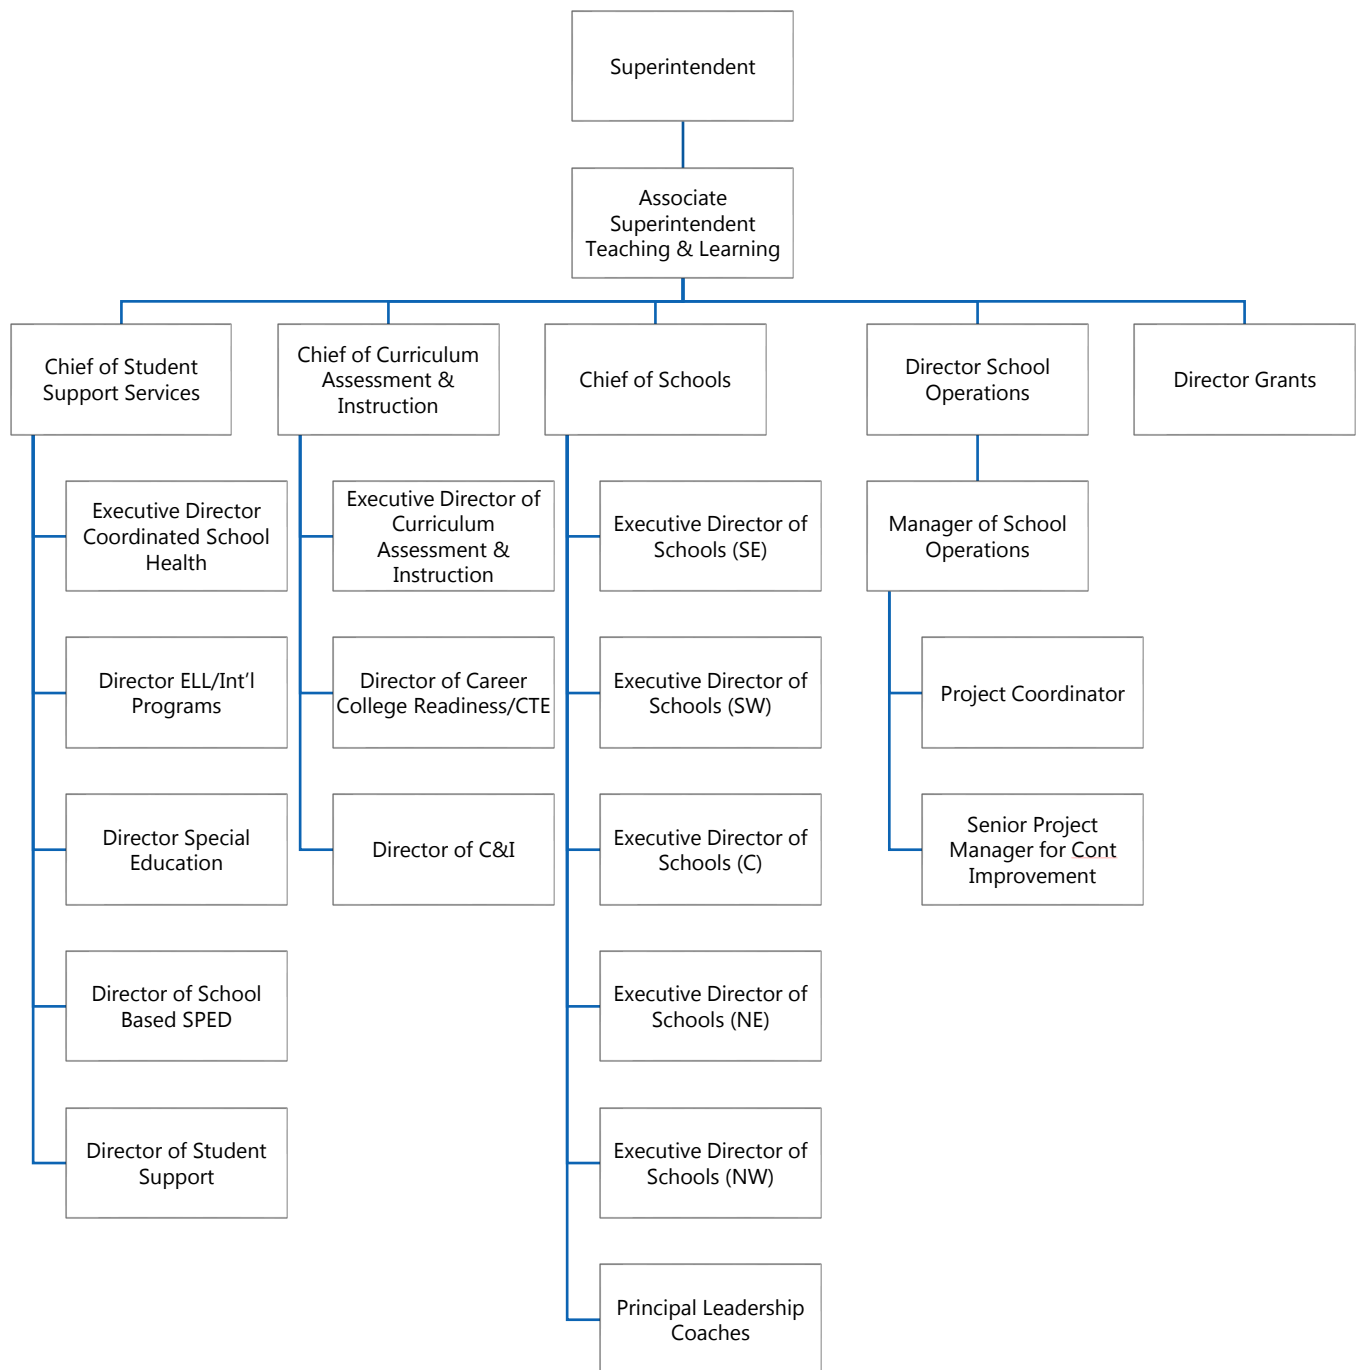 Superintendent
Associate
Superintendent
Teaching & Learning
Chief of Student
Support Services
Chief of Curriculum
Assessment &
Instruction
Chief of Schools
Director School
Operations
Director Grants
Executive Director
Coordinated School
Health
Director ELL/Int’l
Programs
Director Special
Education
Director of School
Based SPED
Director of Student
Support
Executive Director of
Curriculum
Assessment &
Instruction
Director of Career
College Readiness/CTE
Director of C&I
Executive Director of
Schools (SE)
Executive Director of
Schools (SW)
Executive Director of
Schools (C)
Executive Director of
Schools (NE)
Executive Director of
Schools (NW)
Principal Leadership
Coaches
Manager of School
Operations
Project Coordinator
Senior Project
Manager for Cont
Improvement